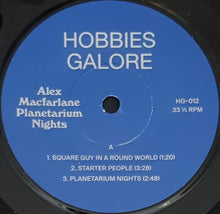 HOBBIES
GALORE
Alex
Macfarlane
Planetarium
Nights
HG-012
33 ⅓ RPM
A
1. SQUARE GUY IN A ROUND WORLD (1:20)
2. STARTER PEOPLE (3:28)
3. PLANETARIUM NIGHTS (2:48)